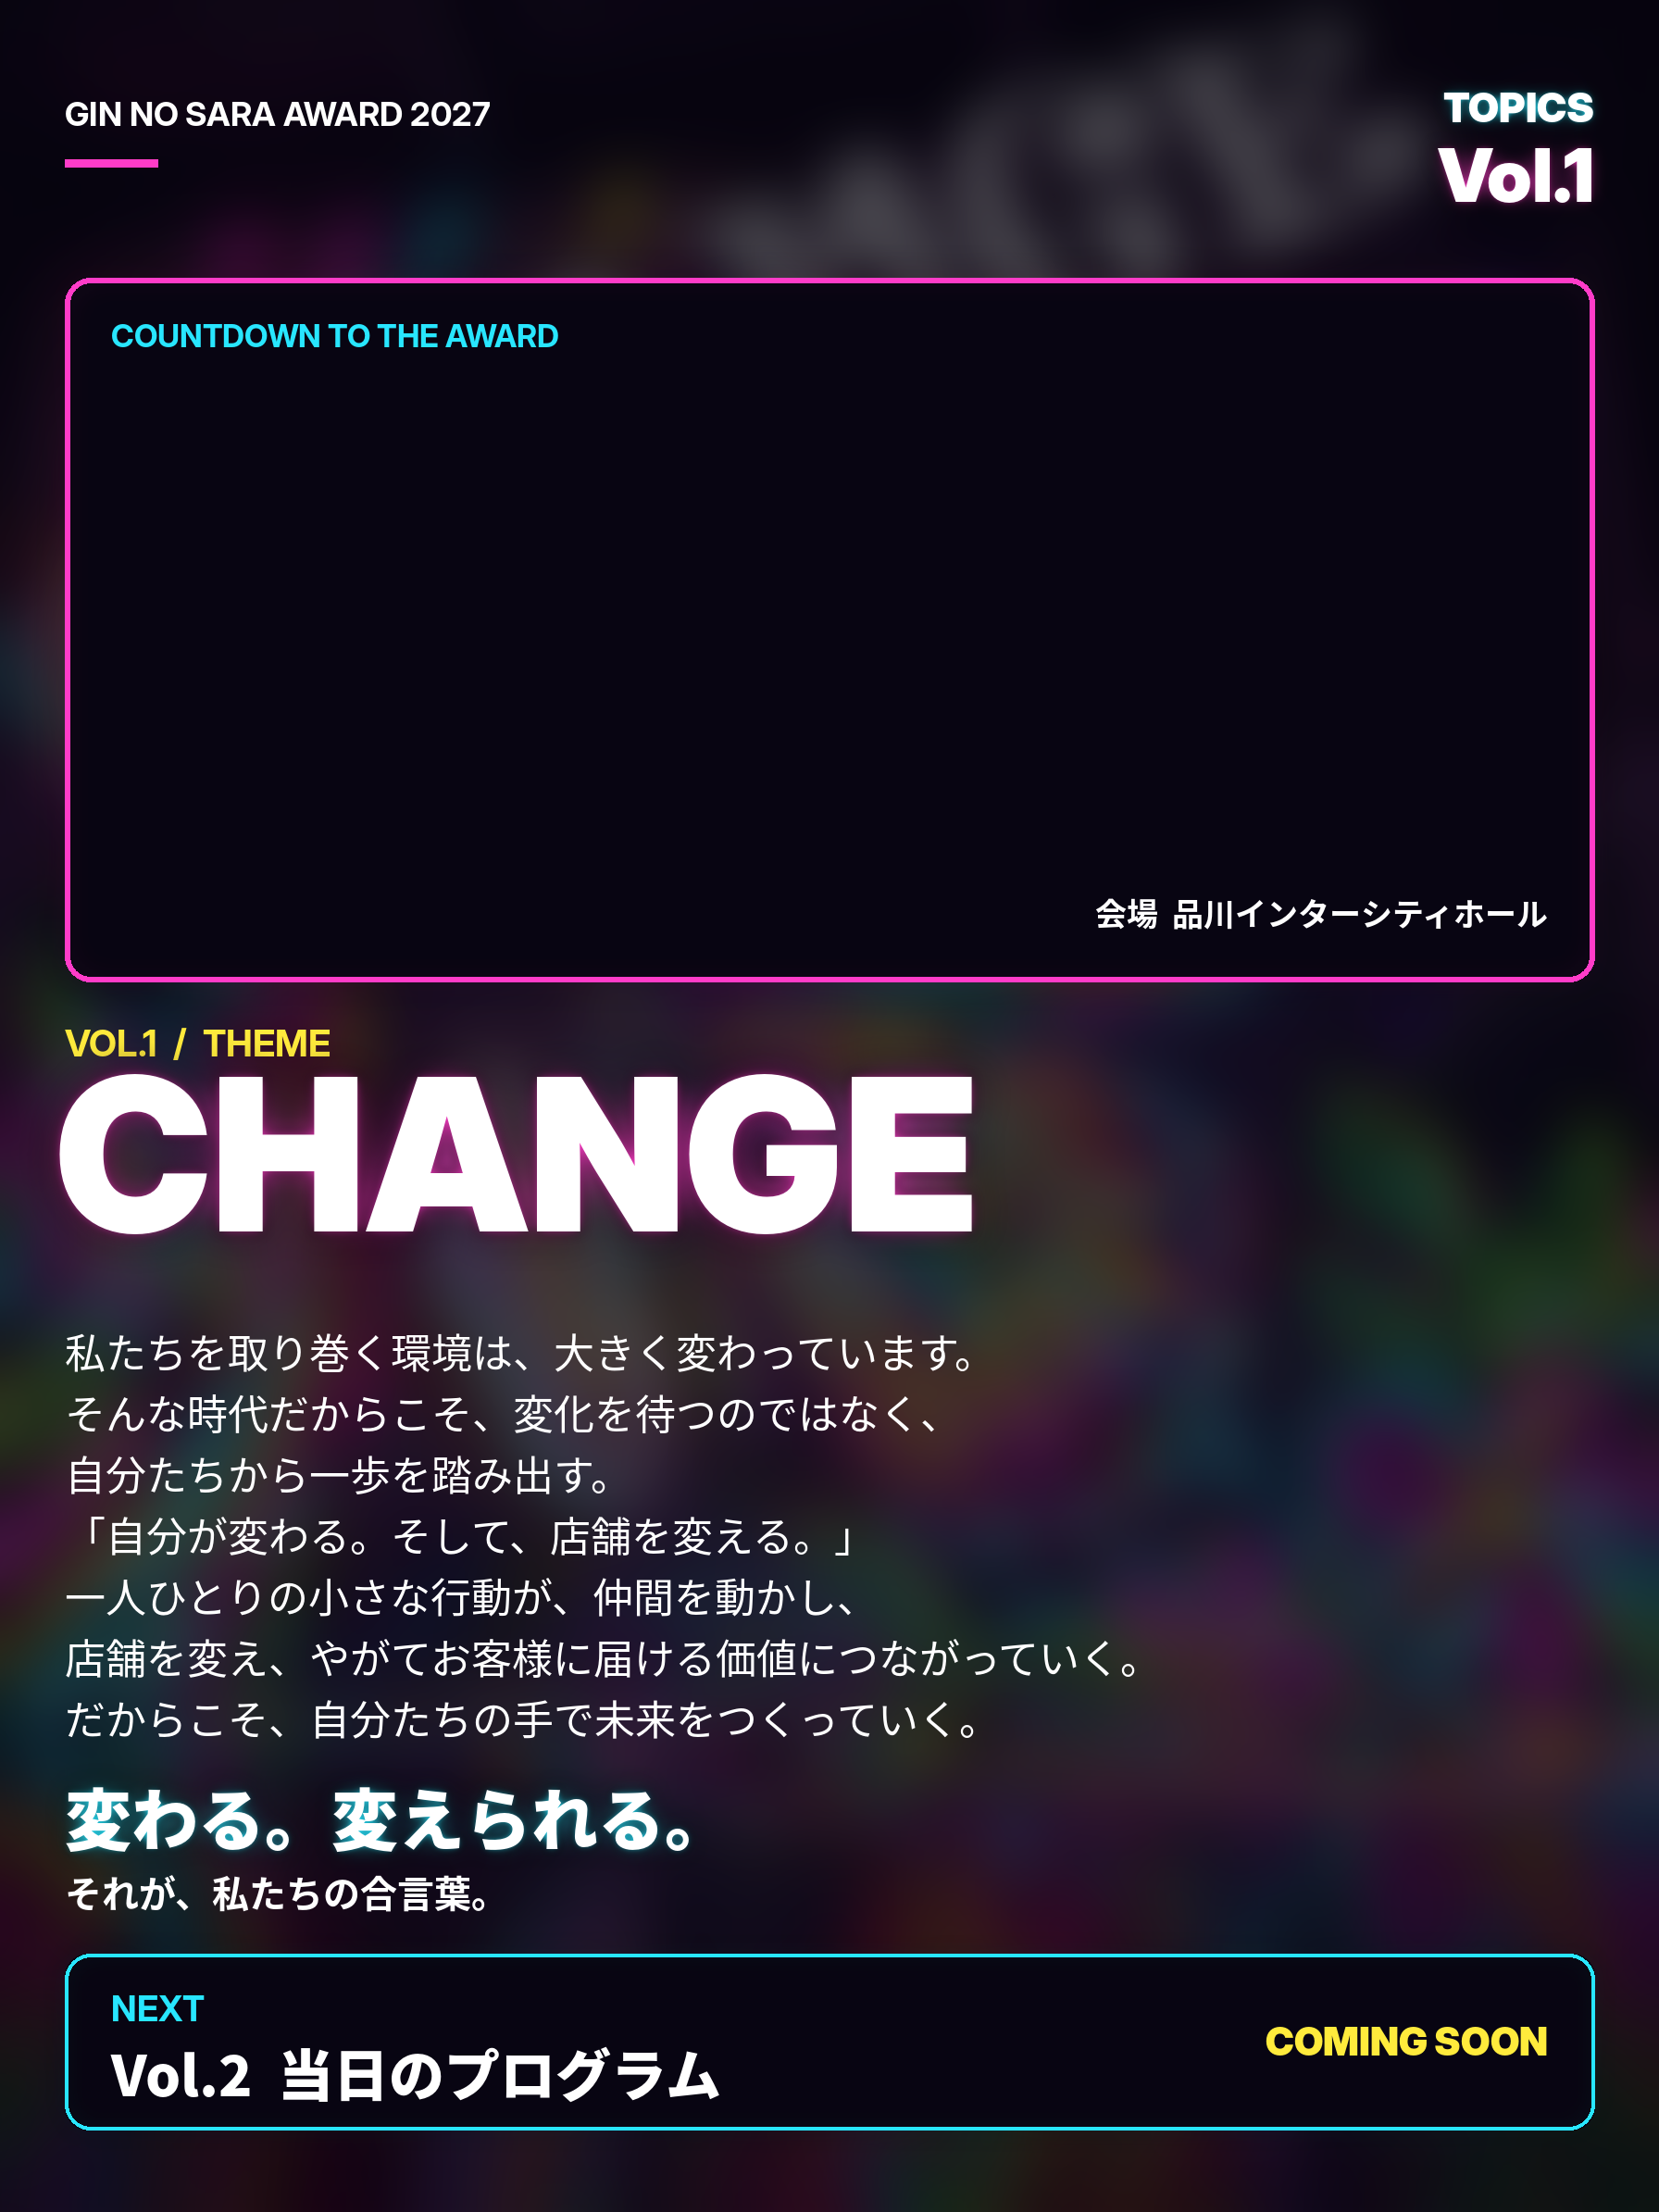 GIN NO SARA AWARD 2027
TOPICS
Vol.1
COUNTDOWN TO THE AWARD
会場 品川インターシティホール
VOL.1 / THEME
CHANGE
私たちを取り巻く環境は、大きく変わっています。
そんな時代だからこそ、変化を待つのではなく、
自分たちから一歩を踏み出す。
「自分が変わる。そして、店舗を変える。」
一人ひとりの小さな行動が、仲間を動かし、
店舗を変え、やがてお客様に届ける価値につながっていく。
だからこそ、自分たちの手で未来をつくっていく。
変わる。変えられる。
それが、私たちの合言葉。
NEXT
Vol.2 当日のプログラム
COMING SOON